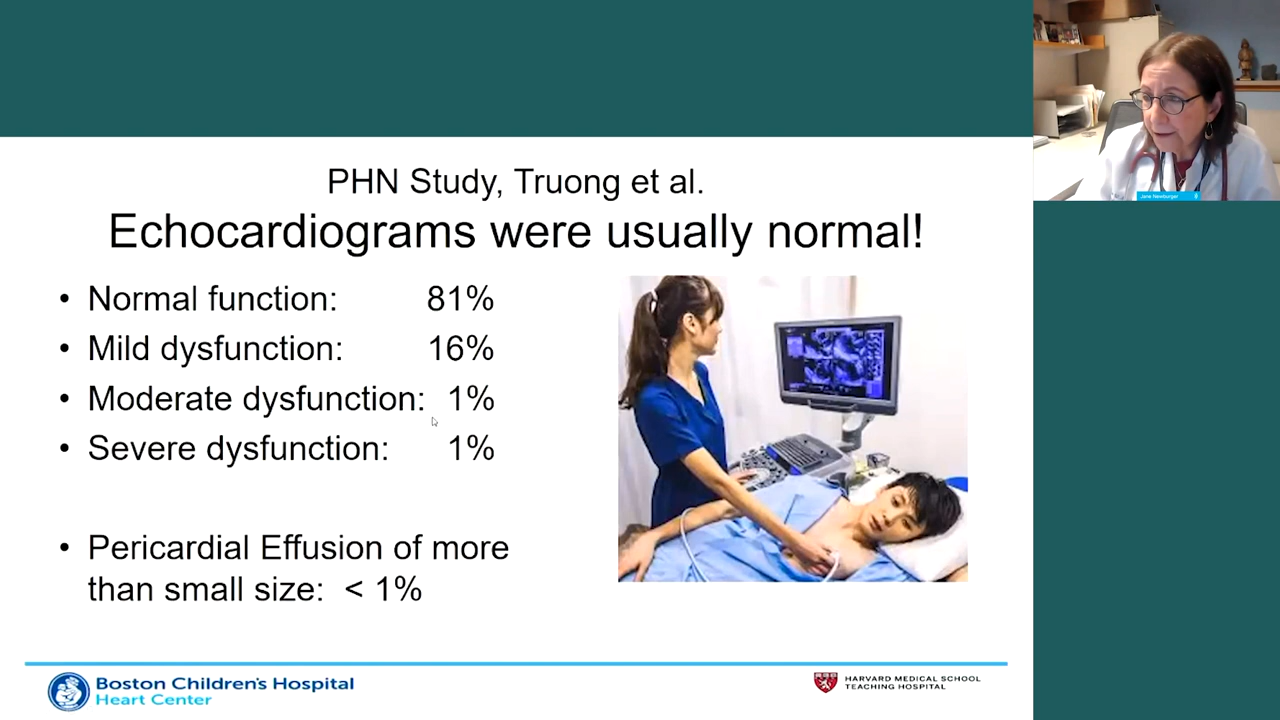 PHN Study, Truong et al.
Echocardiograms were usually normal!
• Normal function: 81%
• Mild dysfunction: 16%
• Moderate dysfunction: 1%
• Severe dysfunction: 1%
• Pericardial Effusion of more
than small size: < 1%
Boston Children's Hospital
Heart Center
HARVARD MEDICAL SCHOOL
TEACHING HOSPITAL
Jane Newburger